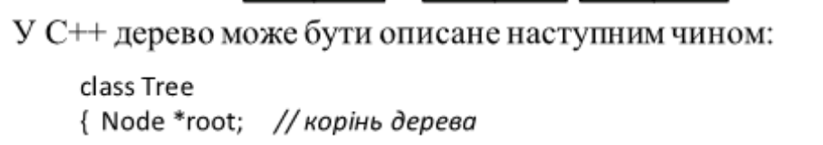 У C++ дерево може бути описане наступним чином:
class Tree
{ Node *root; // корінь дерева